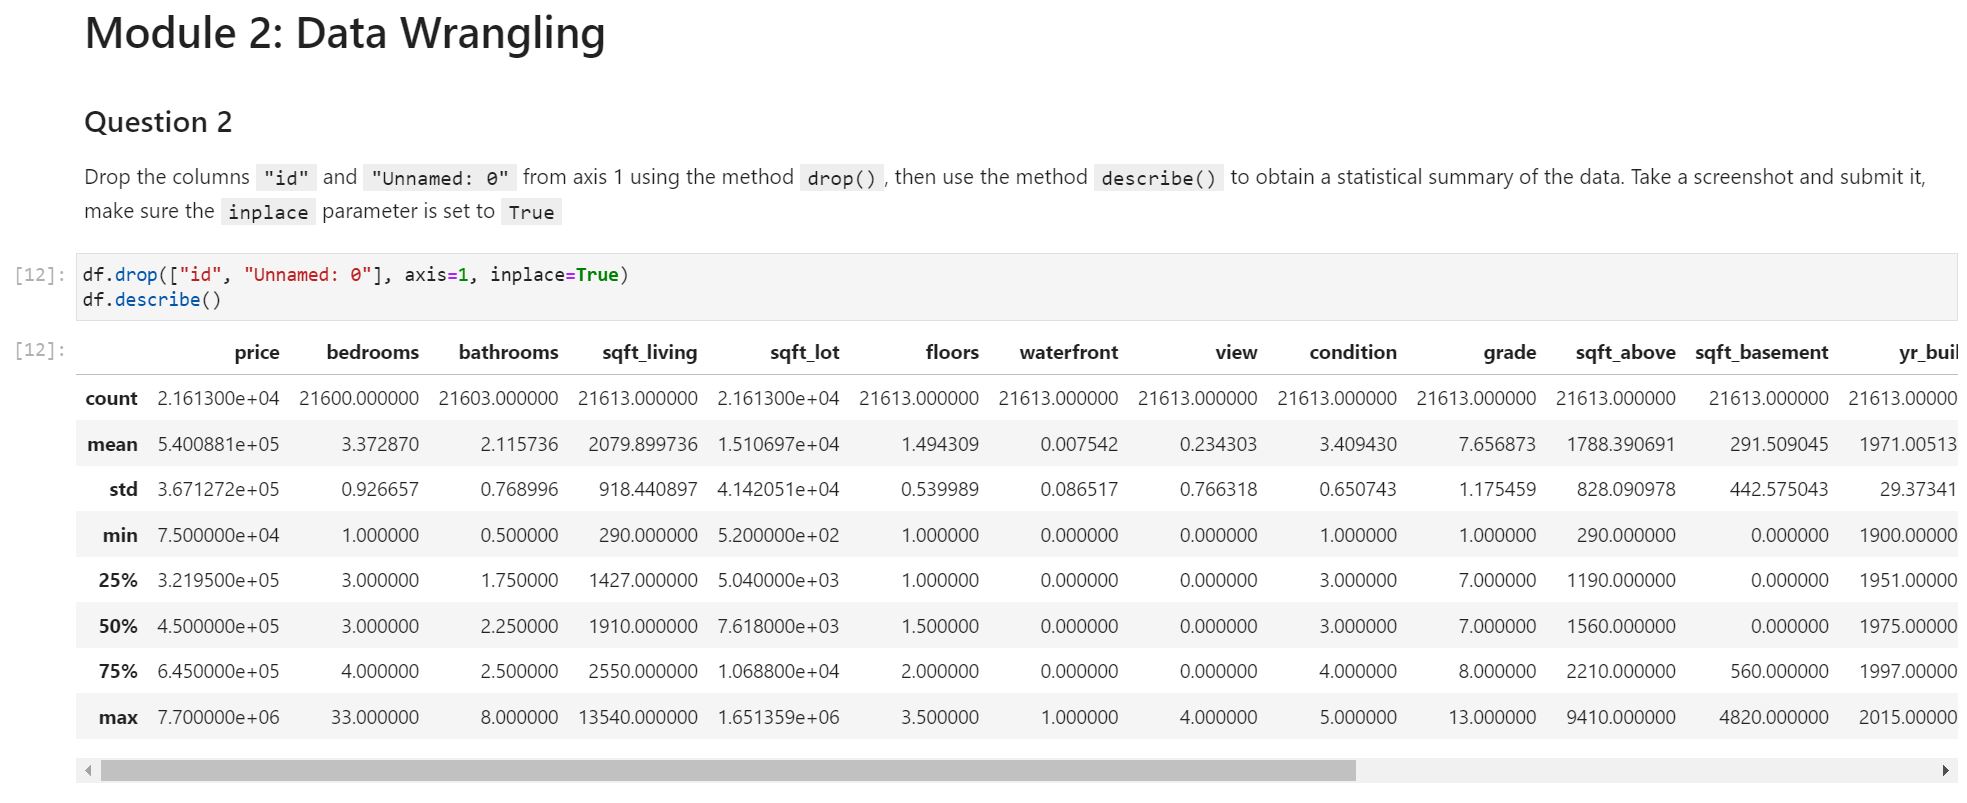 Module 2: Data Wrangling
Question 2
Drop the columns "id" and "Unnamed: 0" from axis 1 using the method drop(), then use the method describe() to obtain a statistical summary of the data. Take a screenshot and submit it,
make sure the inplace parameter is set to True
[12]: df.drop(["id", "Unnamed: 0"], axis=1, inplace=True)
df.describe()
[12]:
price bedrooms bathrooms sqft_living sqft_lot floors waterfront view condition grade sqft_above sqft_basement yr_buil
count 2.161300e+04 21600.000000 21603.000000 21613.000000 2.161300e+04 21613.000000 21613.000000 21613.000000 21613.000000 21613.000000 21613.000000 21613.000000 21613.00000
mean 5.400881e+05 3.372870 2.115736 2079.899736 1.510697e+04 1.494309 0.007542 0.234303 3.409430 7.656873 1788.390691 291.509045 1971.00513
std 3.671272e+05 0.926657 0.768996 918.440897 4.142051e+04 0.539989 0.086517 0.766318 0.650743 1.175459 828.090978 442.575043 29.37341
min 7.500000e+04 1.000000 0.500000 290.000000 5.200000e+02 1.000000 0.000000 0.000000 1.000000 1.000000 290.000000 0.000000 1900.00000
25% 3.219500e+05 3.000000 1.750000 1427.000000 5.040000e+03 1.000000 0.000000 0.000000 3.000000 7.000000 1190.000000 0.000000 1951.00000
50% 4.500000e+05 3.000000 2.250000 1910.000000 7.618000e+03 1.500000 0.000000 0.000000 3.000000 7.000000 1560.000000 0.000000 1975.00000
75% 6.450000e+05 4.000000 2.500000 2550.000000 1.068800e+04 2.000000 0.000000 0.000000 4.000000 8.000000 2210.000000 560.000000 1997.00000
max 7.700000e+06 33.000000 8.000000 13540.000000 1.651359e+06 3.500000 1.000000 4.000000 5.000000 13.000000 9410.000000 4820.000000 2015.00000